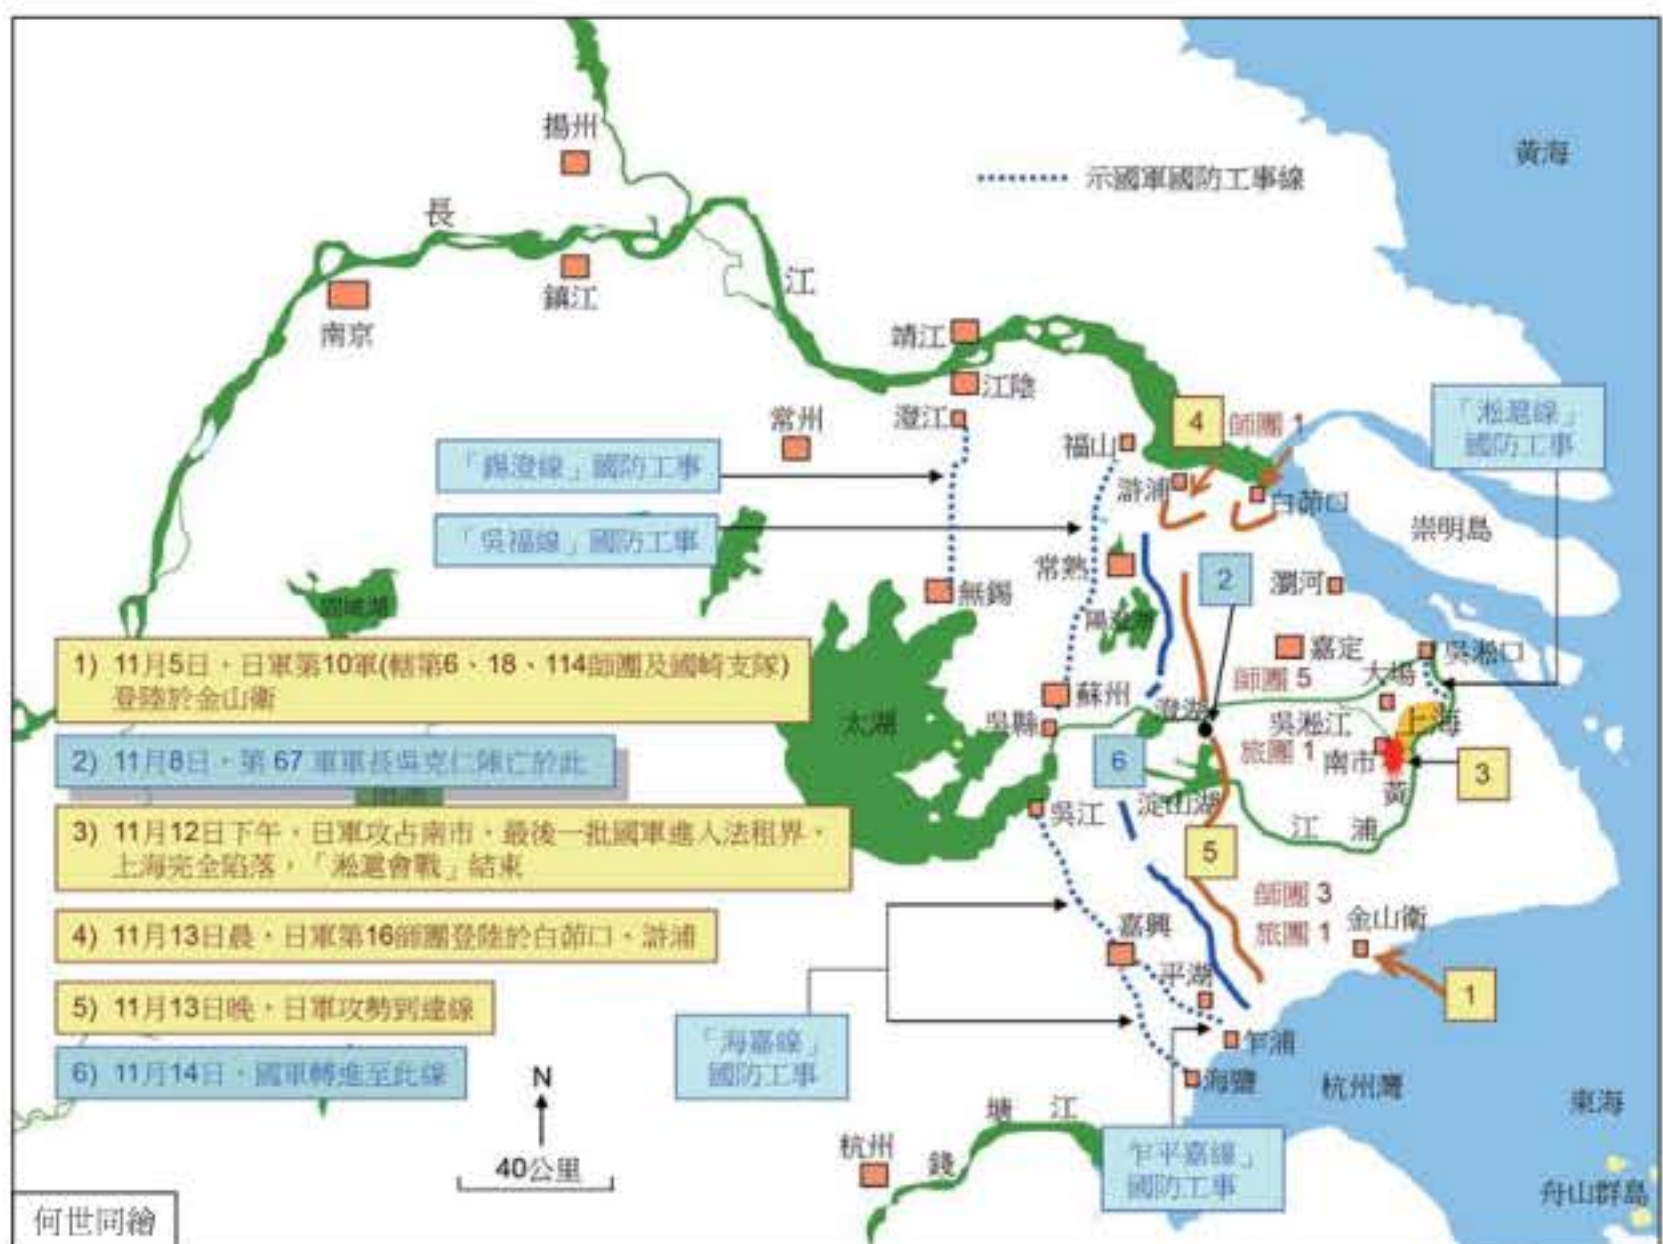 黃海
揚州
示國軍國防工事線
長
江
鎮江
南京
靖江
江陰
澄江
常州
福山
4
師團 1
「淞滬線」
國防工事
「錫澄線」國防工事
滸浦
白茆口
崇明島
「吳福線」國防工事
常熟
2
瀏河
無錫
陽澄湖
嘉定
吳淞口
大場
師團 5
蘇州
澄湖
吳淞江
上海
吳縣
太湖
6
旅團 1
南市
3
淀山湖
黃
吳江
江
浦
5
師團 3
旅團 1
金山衛
嘉興
平湖
1
乍浦
海鹽
杭州灣
東海
「海嘉線」
國防工事
塘
江
杭州
錢
乍平嘉線」
國防工事
舟山群島
1) 11月5日,日軍第10軍(轄第6、18、114師團及國崎支隊)
登陸於金山衛
2) 11月8日,第 67 軍軍長吳克仁陣亡於此
3) 11月12日下午,日軍攻占南市,最後一批國軍進入法租界,
上海完全陷落,「淞滬會戰」結束
4) 11月13日晨,日軍第16師團登陸於白茆口、滸浦
5) 11月13日晚,日軍攻勢到達線
6) 11月14日,國軍轉進至此線
N
40公里
何世同繪